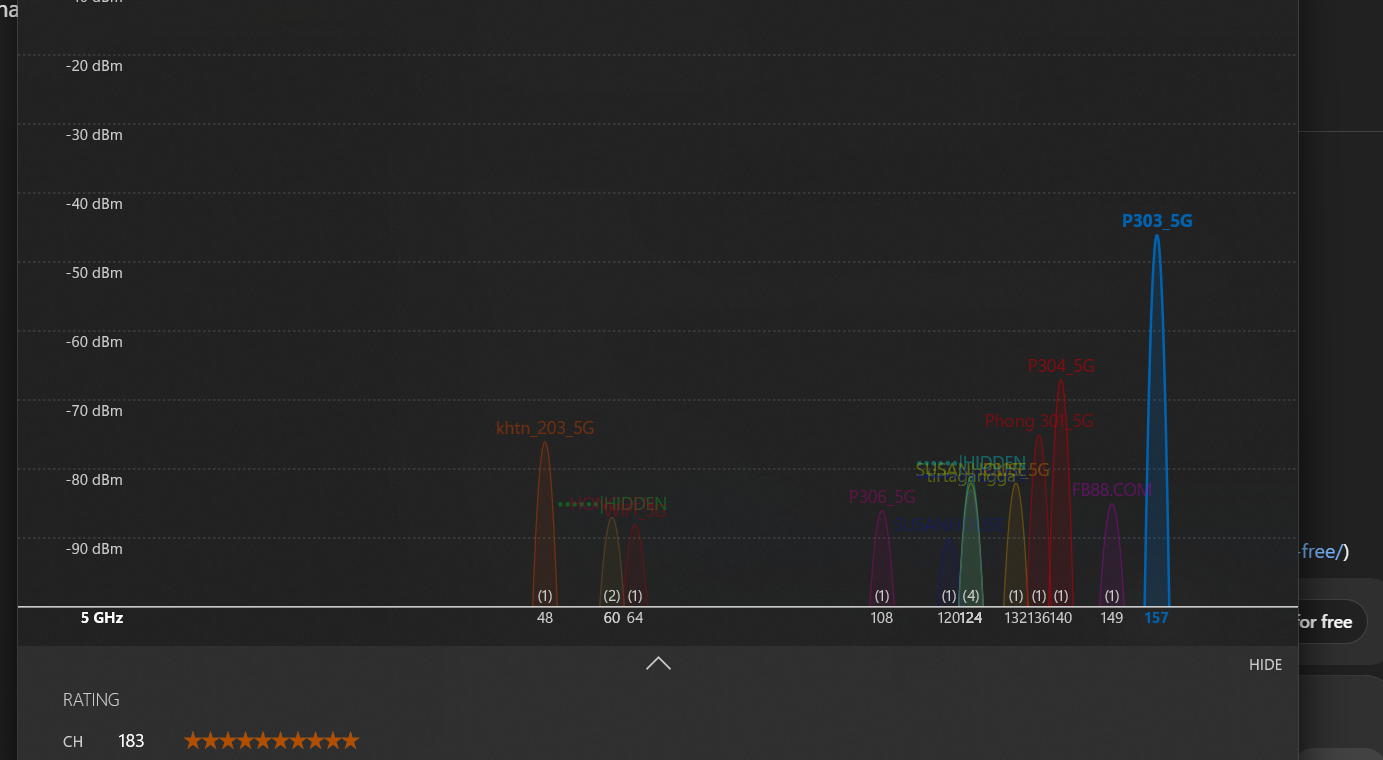 na
-20 dBm
-30 dBm
-40 dBm
P303_5G
-50 dBm
-60 dBm
P304_5G
-70 dBm
khtn_203_5G
Phong 301_5G
|HIDDEN
-80 dBm
tirtagangga
FB88.COM
P306_5G
|HIDDEN
-90 dBm
-free/)
(1) (2) (1) (1) (1) (4) (1) (1) (1) (1)
5 GHz 48 60 64 108 120 124 132 136 140 149 157
for free
HIDE
RATING
CH 183 ★★★★★★★★★★